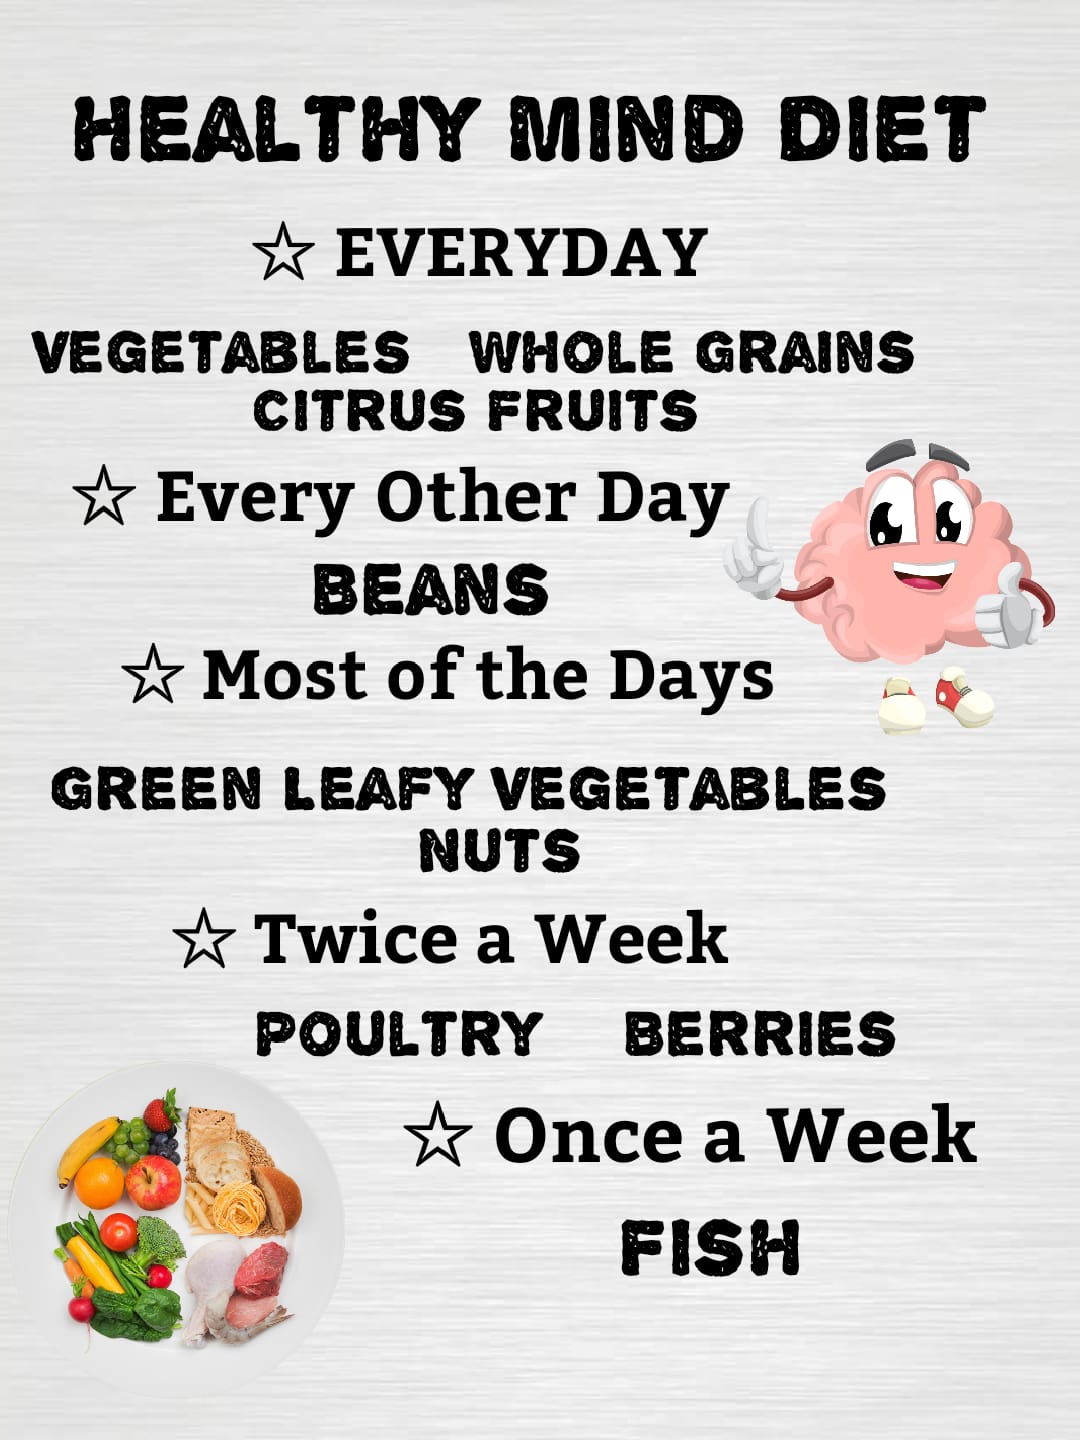 HEALTHY MIND DIET
☆ EVERYDAY
VEGETABLES WHOLE GRAINS
CITRUS FRUITS
☆ Every Other Day
BEANS
☆ Most of the Days
GREEN LEAFY VEGETABLES
NUTS
☆ Twice a Week
POULTRY BERRIES
☆ Once a Week
FISH